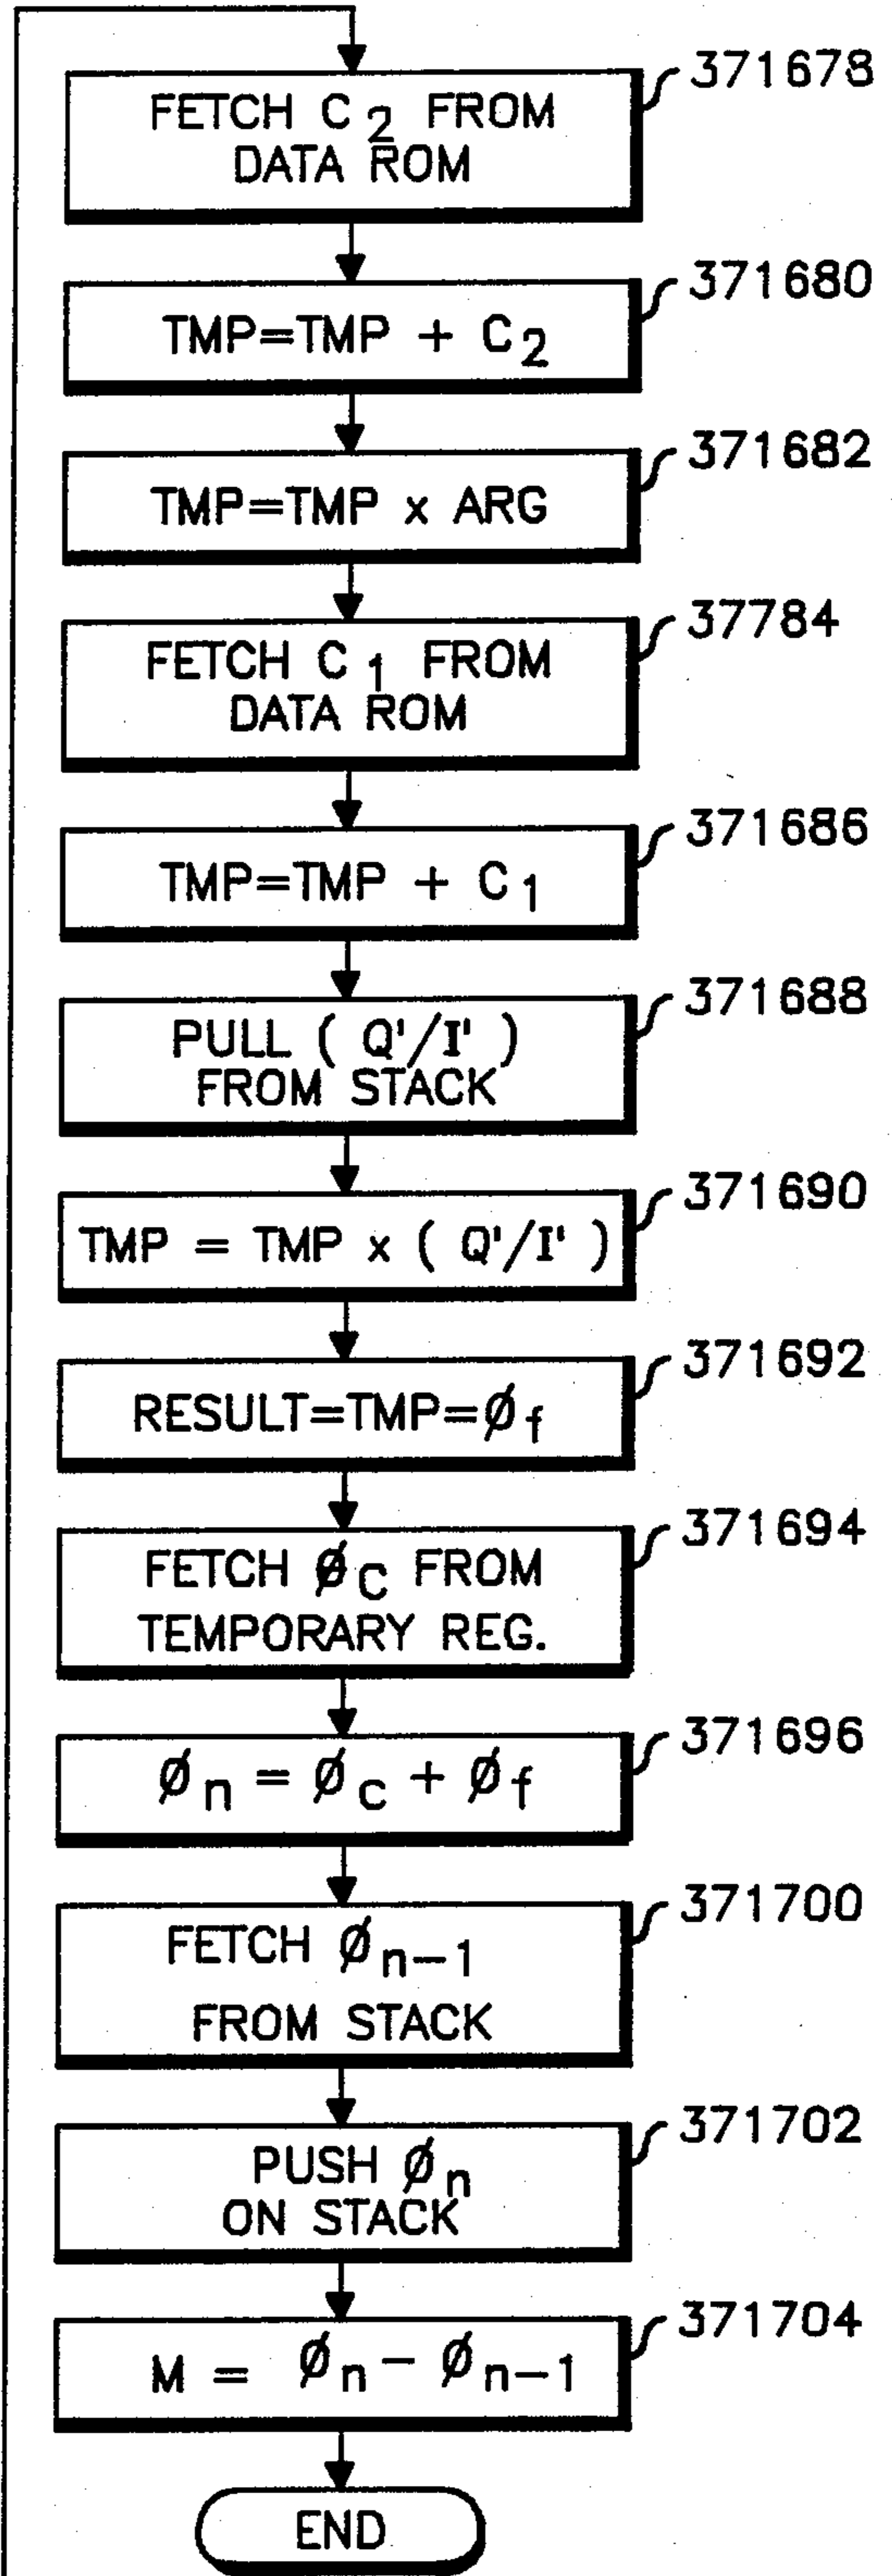 371678
FETCH C2 FROM
DATA ROM
371680
TMP=TMP + C2
371682
TMP=TMP x ARG
37784
FETCH C1 FROM
DATA ROM
371686
TMP=TMP + C1
371688
PULL ( Q'/I' )
FROM STACK
371690
TMP = TMP x ( Q'/I' )
371692
RESULT=TMP=Øf
371694
FETCH ØC FROM
TEMPORARY REG.
371696
Øn = Øc + Øf
371700
FETCH Øn-1
FROM STACK
371702
PUSH Øn
ON STACK
371704
M = Øn - Øn-1
END